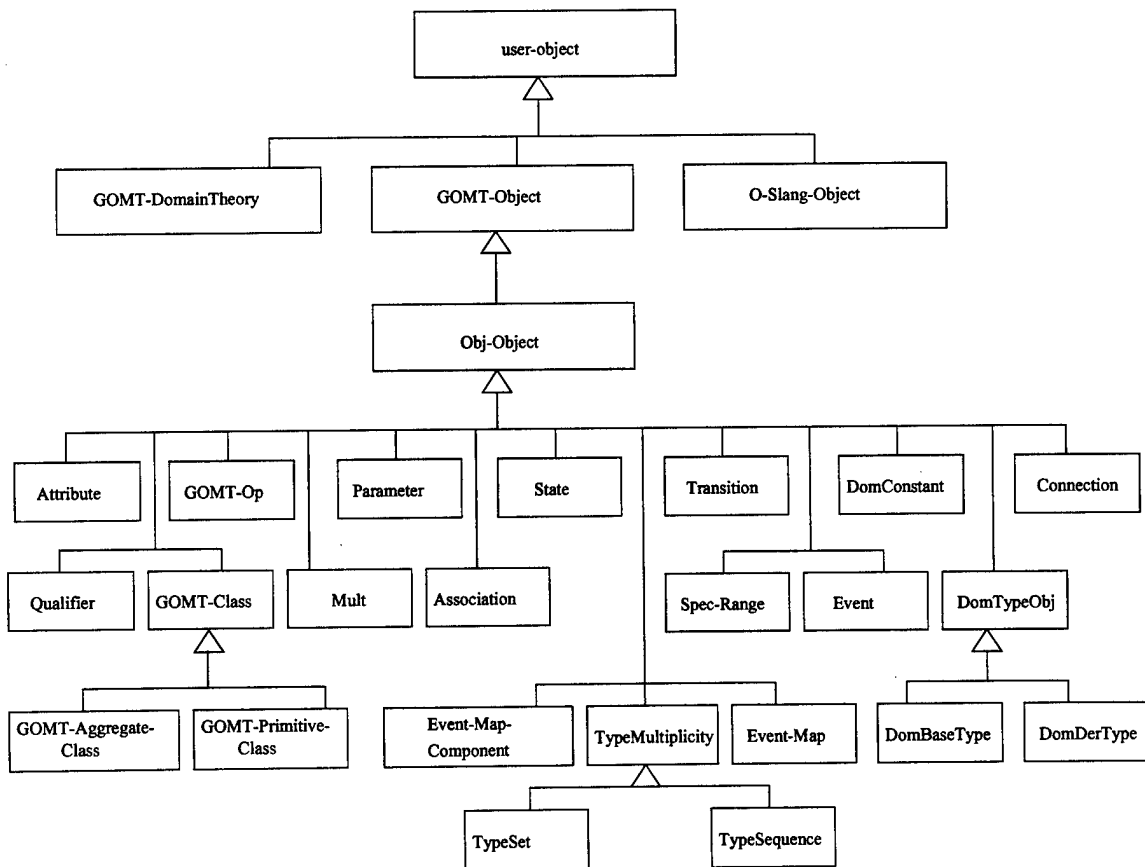 user-object
GOMT-DomainTheory
GOMT-Object
O-Slang-Object
Obj-Object
Attribute
GOMT-Op
Parameter
State
Transition
DomConstant
Connection
Qualifier
GOMT-Class
Mult
Association
Spec-Range
Event
DomTypeObj
GOMT-Aggregate-
Class
GOMT-Primitive-
Class
Event-Map-
Component
TypeMultiplicity
Event-Map
DomBaseType
DomDerType
TypeSet
TypeSequence